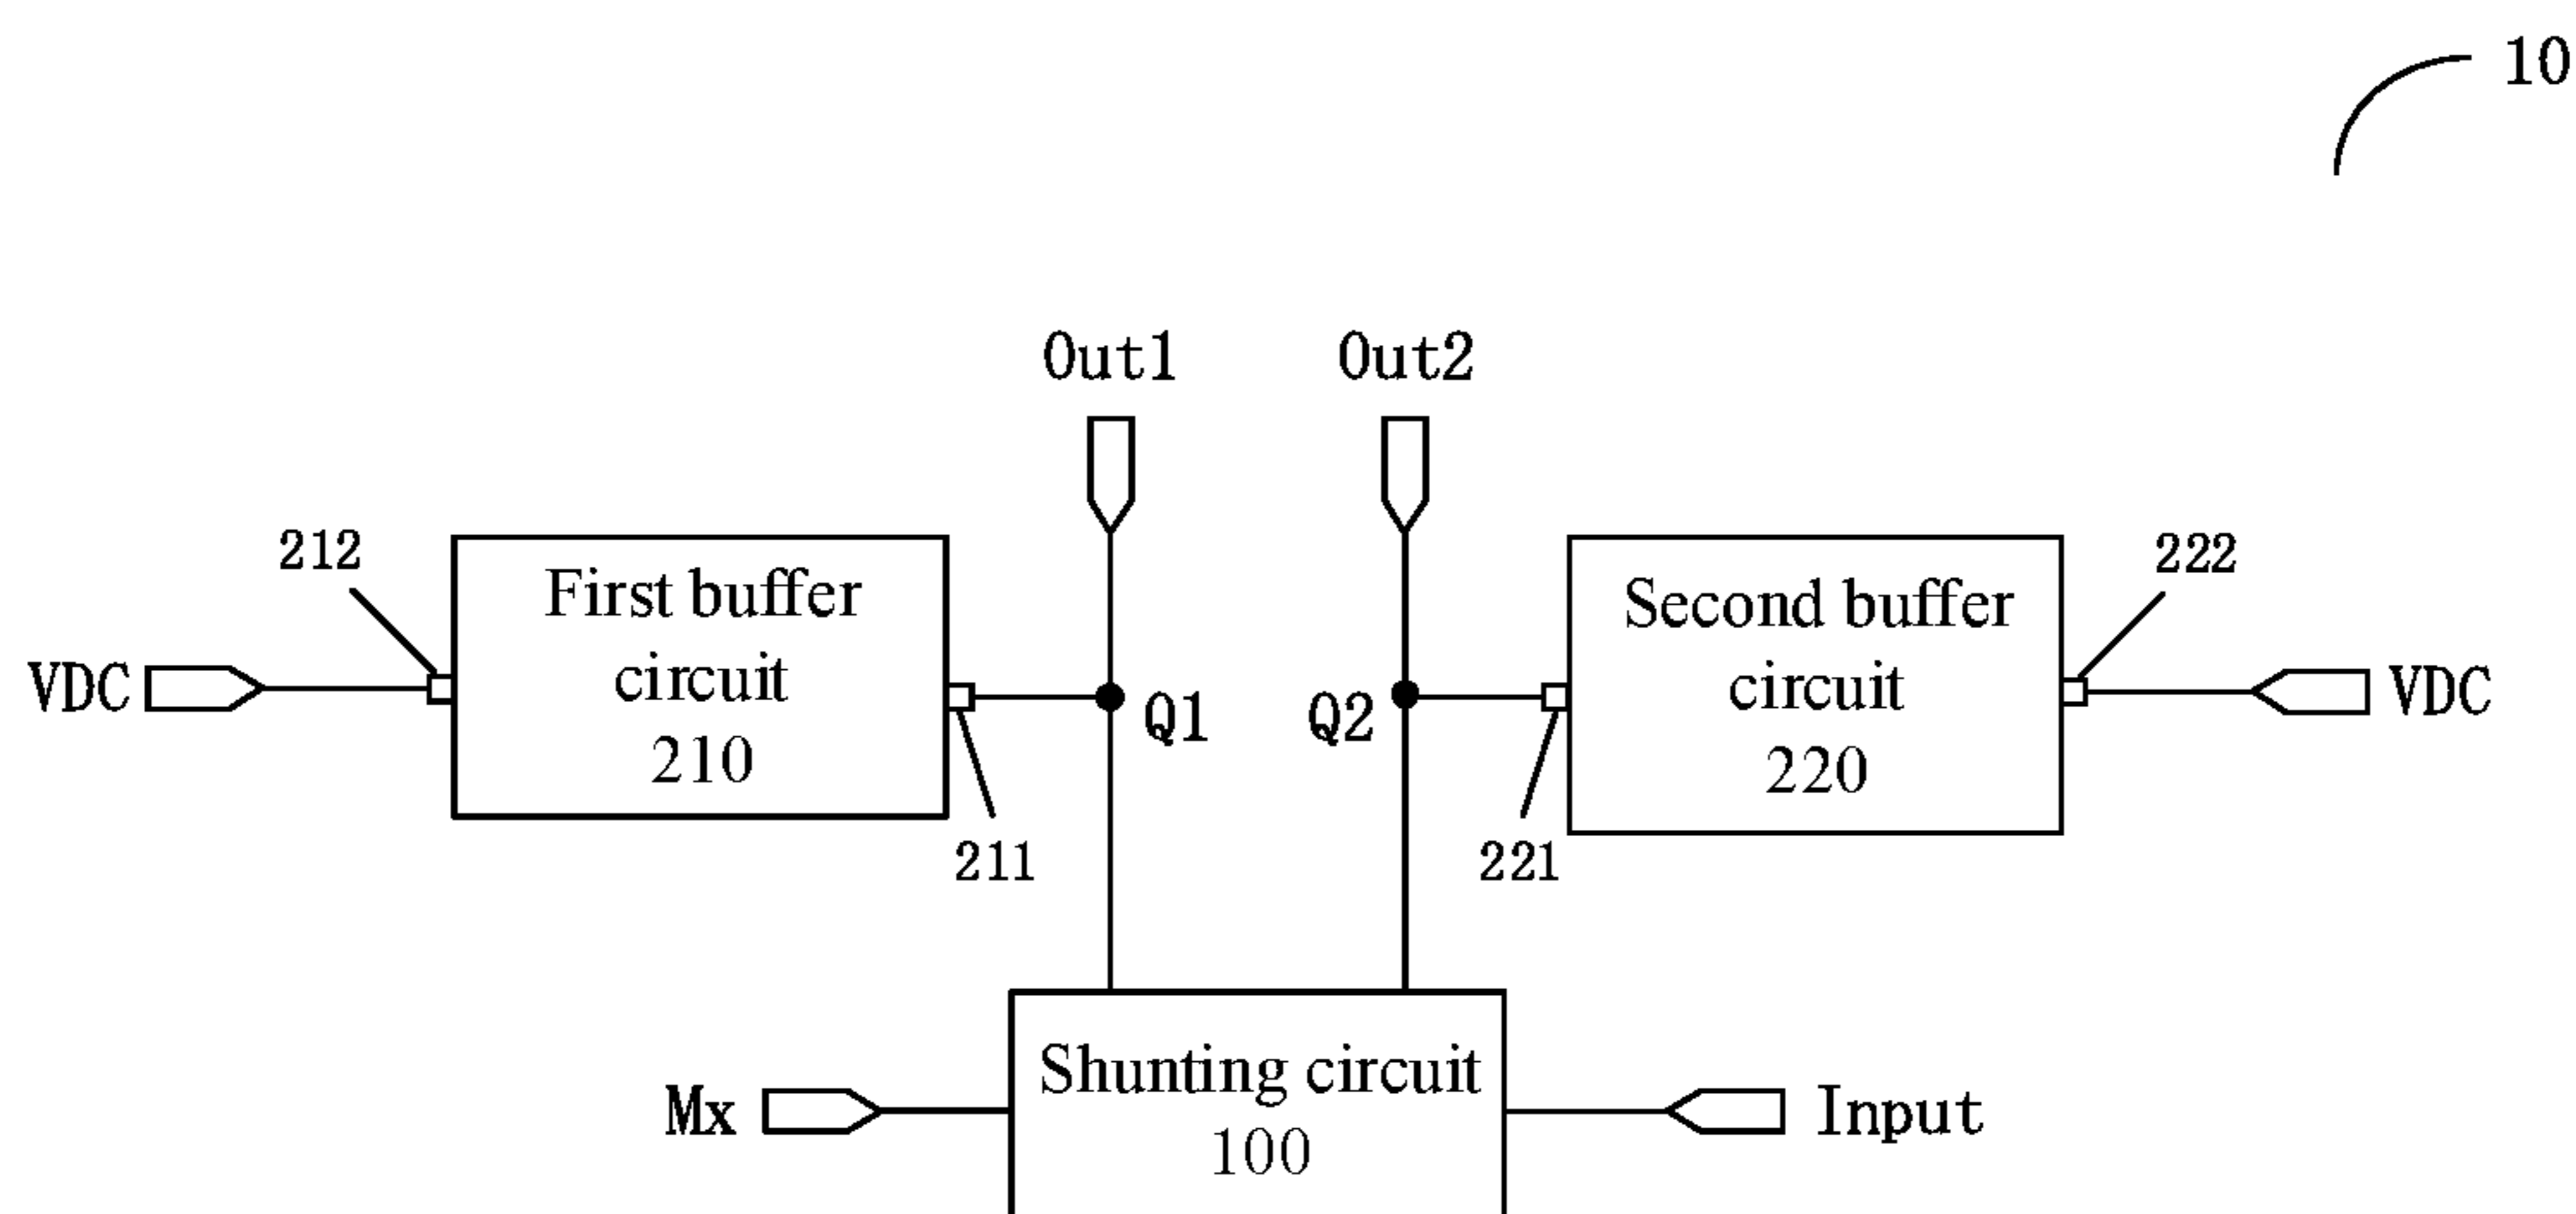 10
Out1
Out2
212
First buffer
circuit
210
Second buffer
circuit
220
222
VDC
Q1
Q2
VDC
211
221
Shunting circuit
100
Mx
Input